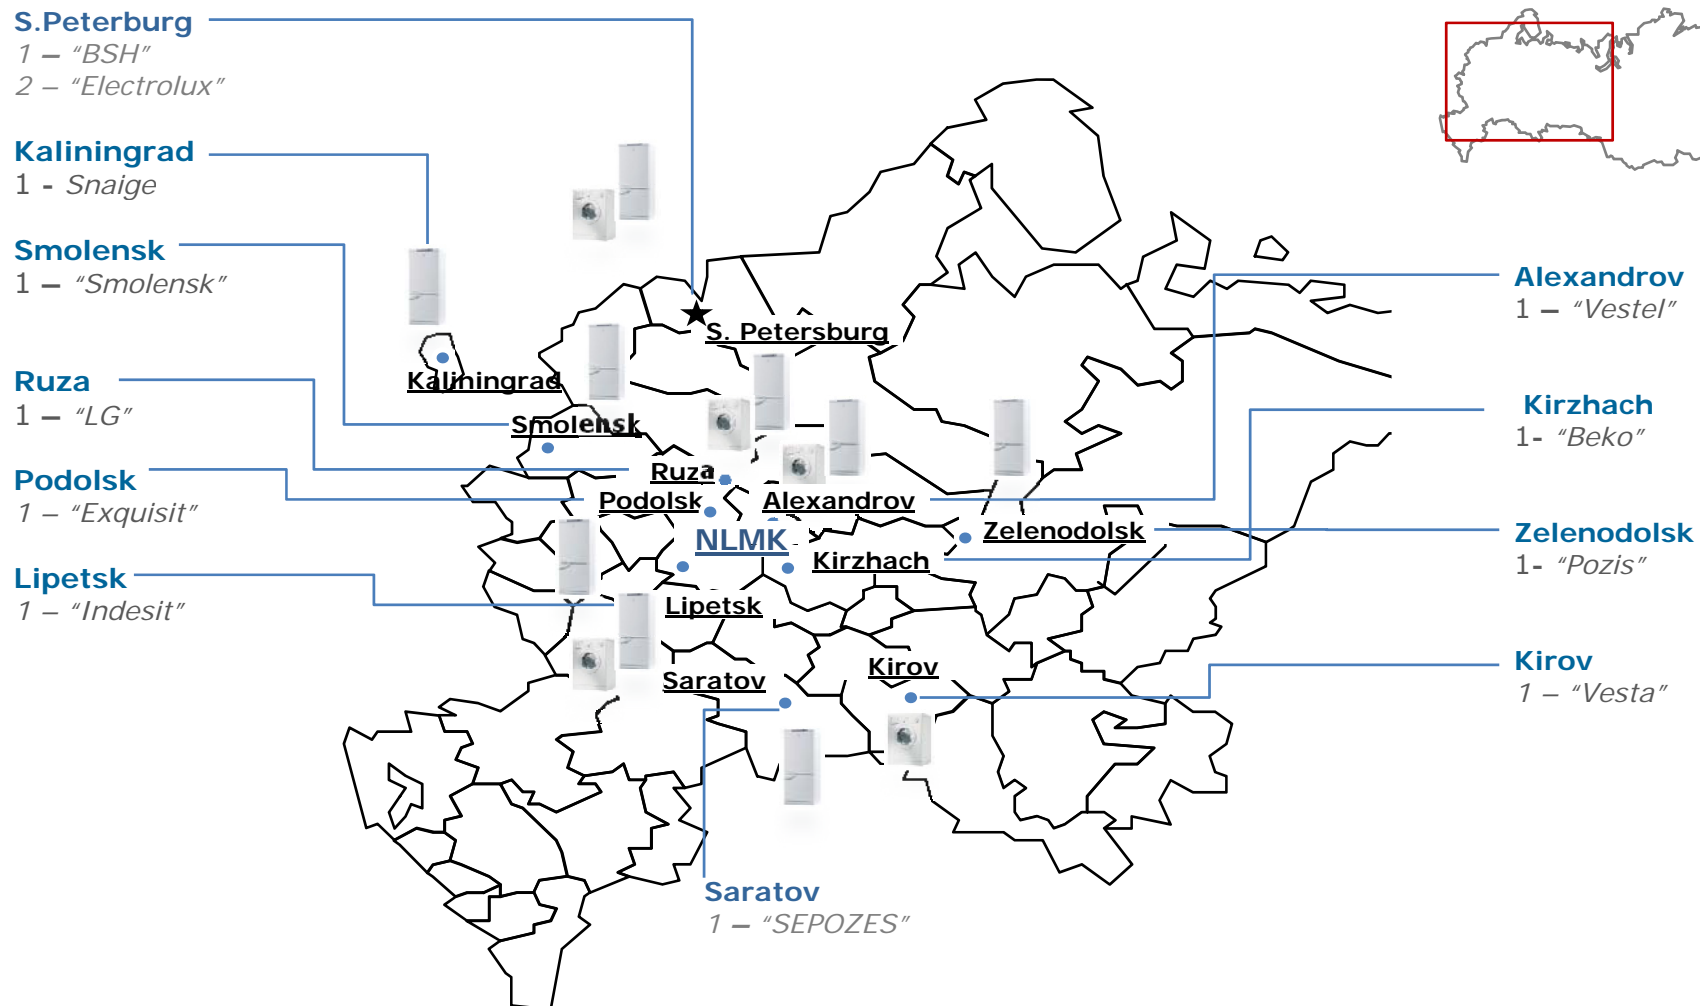 S.Peterburg
1 – “BSH”
2 – “Electrolux”
Kaliningrad
1 - Snaige
Smolensk
1 – “Smolensk”
Ruza
1 – “LG”
Podolsk
1 – “Exquisit”
Lipetsk
1 – “Indesit”
S. Petersburg
Kaliningrad
Smolensk
Ruza
Podolsk
Alexandrov
NLMK
Zelenodolsk
Kirzhach
Lipetsk
Kirov
Saratov
Saratov
1 – “SEPOZES”
Alexandrov
1 – “Vestel”
Kirzhach
1- “Beko”
Zelenodolsk
1- “Pozis”
Kirov
1 – “Vesta”